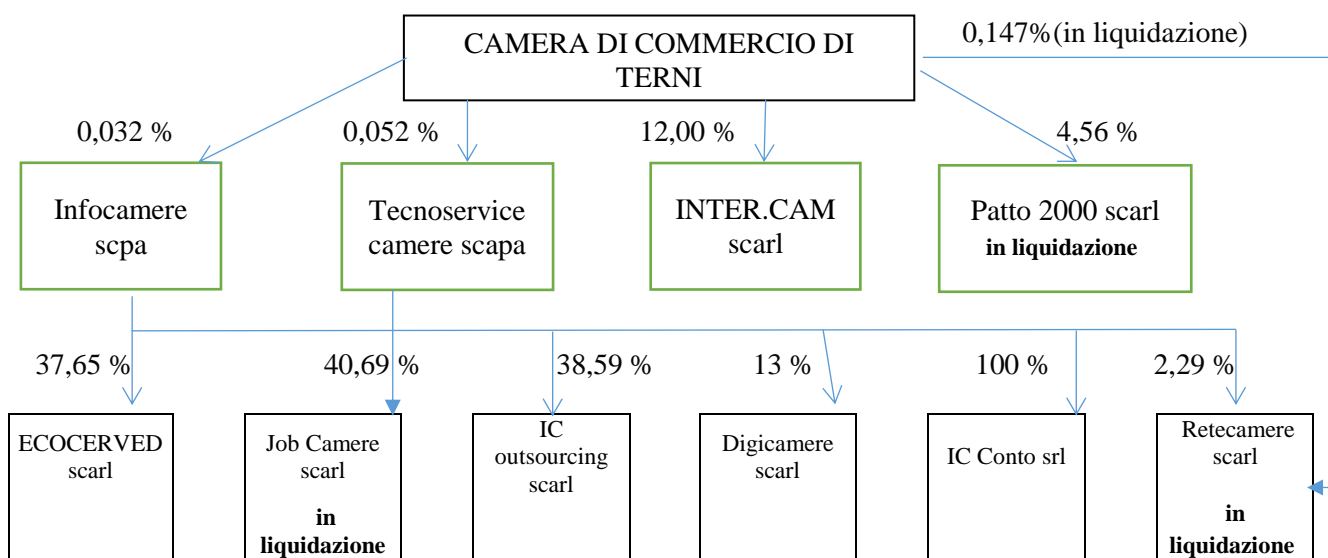 CAMERA DI COMMERCIO DI
TERNI
0,147%(in liquidazione)
0,032 %
0,052 %
12,00 %
4,56 %
Infocamere
scpa
Tecnoservice
camere scapa
INTER.CAM
scarl
Patto 2000 scarl
in liquidazione
37,65 %
40,69 %
38,59 %
13 %
100 %
2,29 %
ECOCERVED
scarl
Job Camere
scarl
in
liquidazione
IC
outsourcing
scarl
Digicamere
scarl
IC Conto srl
Retecamere
scarl
in
liquidazione